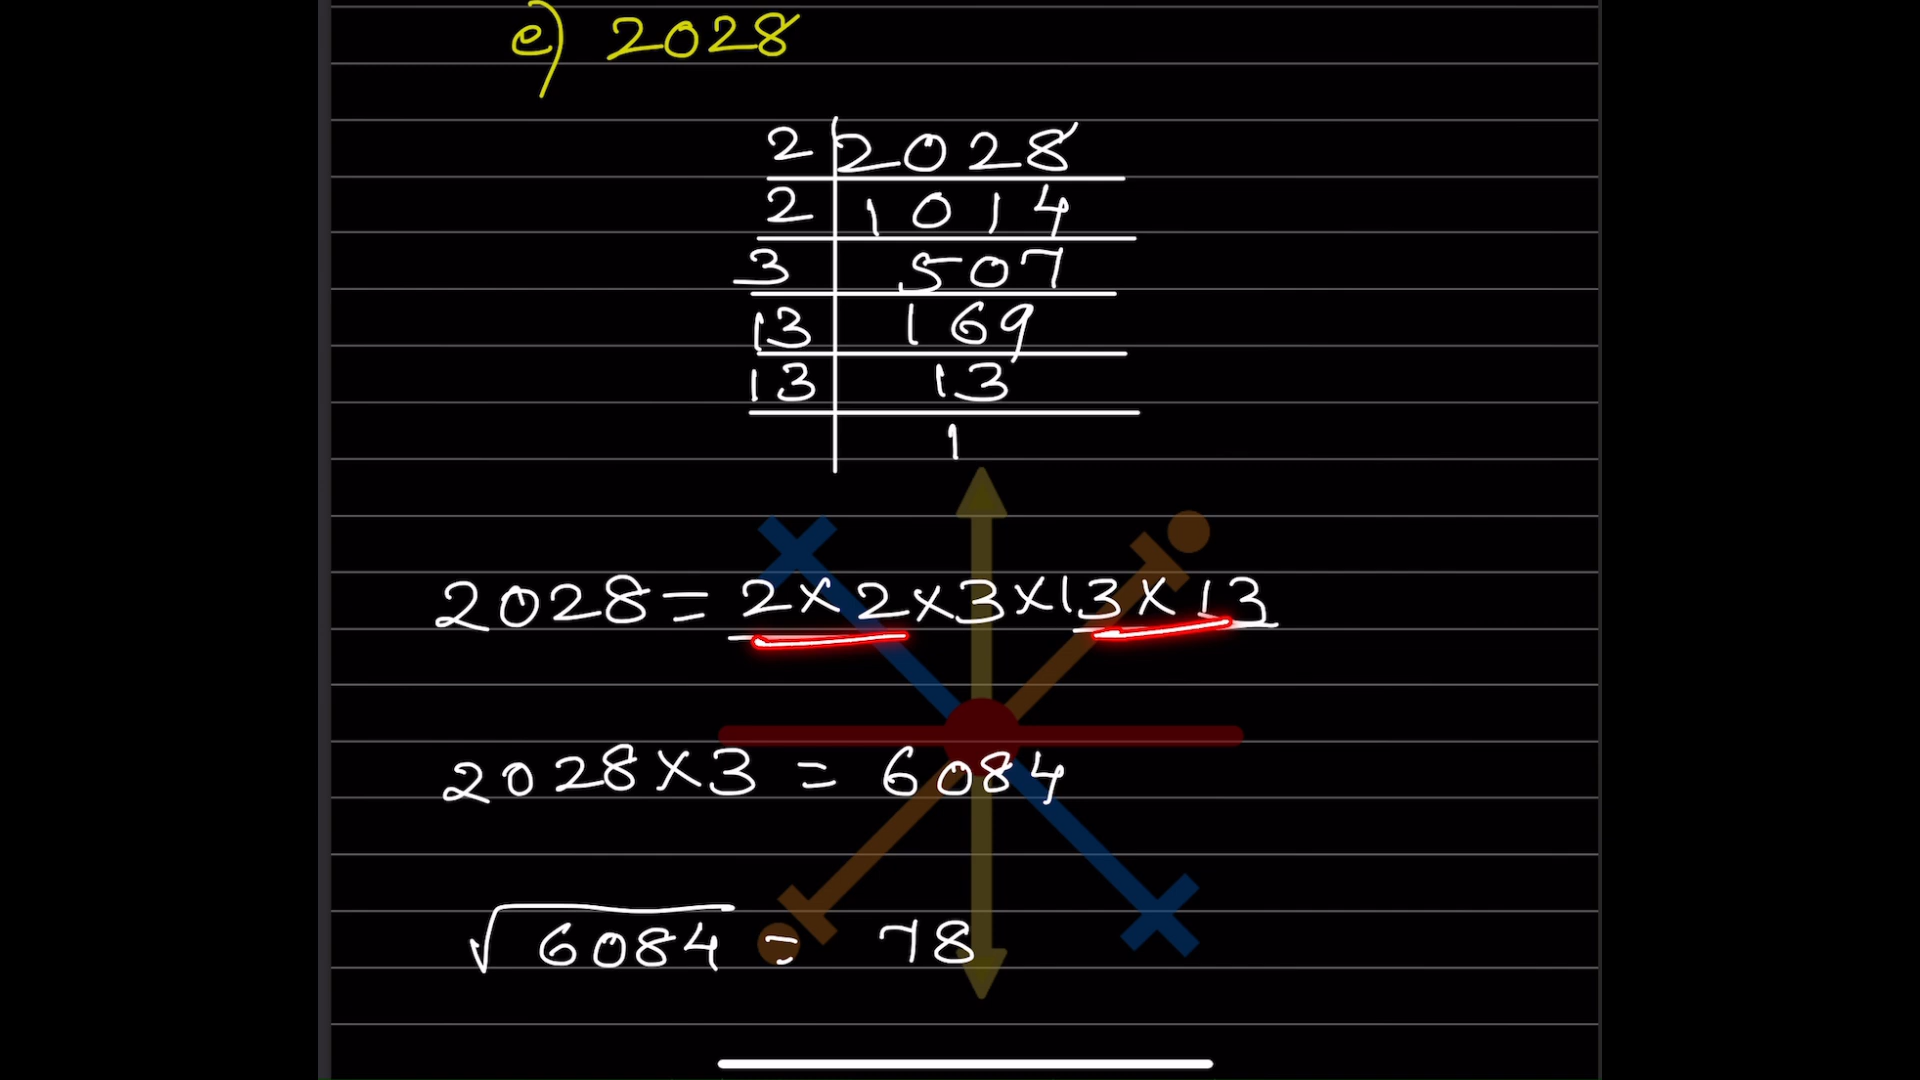 e) 2028
2 | 2028
2 | 1014
3 | 507
13 | 169
13 | 13
1
2028 = 2 × 2 × 3 × 13 × 13
2028 × 3 = 6084
√6084 = 78